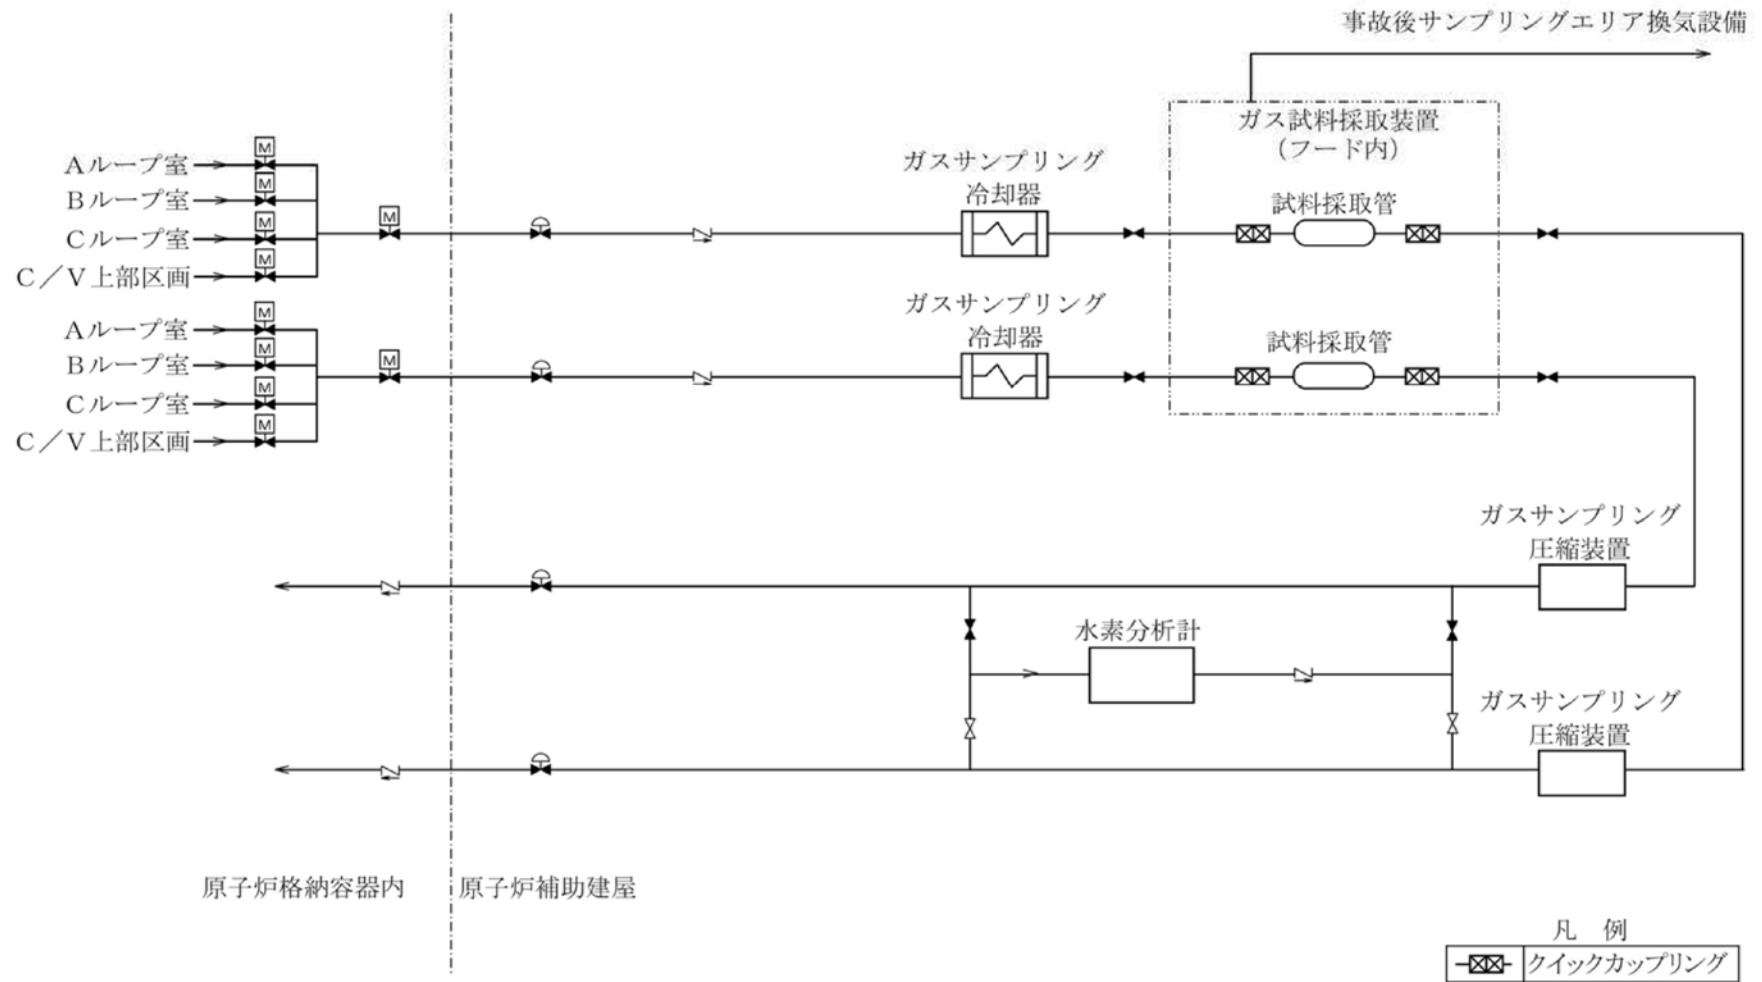 事故後サンプリングエリア換気設備
ガス試料採取装置
（フード内）
ガスサンプリング
冷却器
試料採取管
M
Aループ室
M
Bループ室
M
M
Cループ室
M
C／V上部区画
ガスサンプリング
冷却器
試料採取管
M
Aループ室
M
Bループ室
M
M
Cループ室
M
C／V上部区画
ガスサンプリング
圧縮装置
水素分析計
ガスサンプリング
圧縮装置
原子炉格納容器内
原子炉補助建屋
凡　例
クイックカップリング